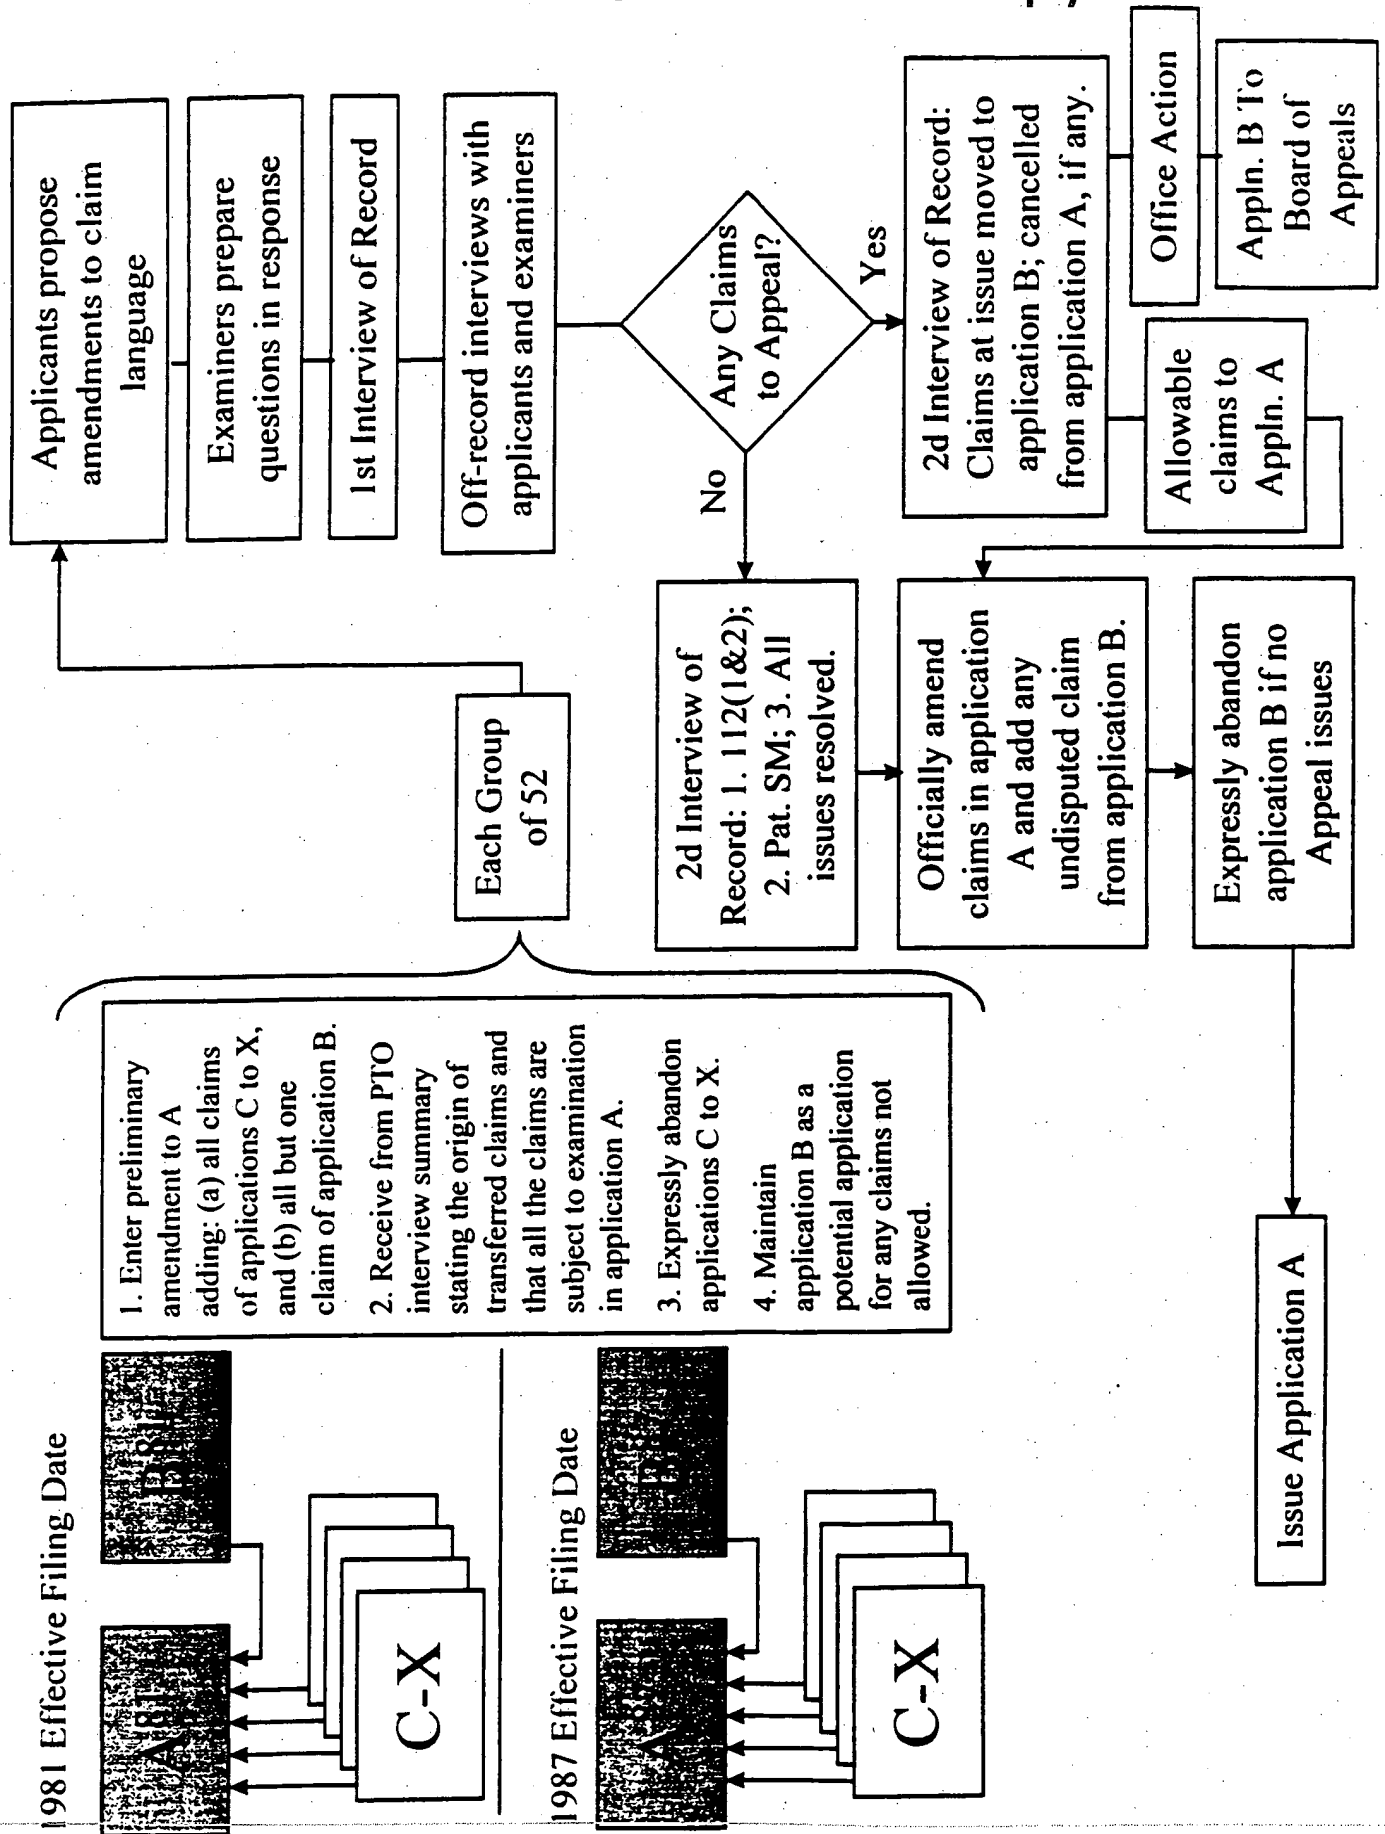 1981 Effective Filing Date
A81
B81
C-X
1987 Effective Filing Date
C-X
1. Enter preliminary
amendment to A
adding: (a) all claims
of applications C to X,
and (b) all but one
claim of application B.
2. Receive from PTO
interview summary
stating the origin of
transferred claims and
that all the claims are
subject to examination
in application A.
3. Expressly abandon
applications C to X.
4. Maintain
application B as a
potential application
for any claims not
allowed.
Each Group
of 52
Applicants propose
amendments to claim
language
Examiners prepare
questions in response
1st Interview of Record
Off-record interviews with
applicants and examiners
Any Claims
to Appeal?
No
Yes
2d Interview of
Record: 1. 112(1&2);
2. Pat. SM; 3. All
issues resolved.
2d Interview of Record:
Claims at issue moved to
application B; cancelled
from application A, if any.
Office Action
Appln. B To
Board of
Appeals
Allowable
claims to
Appln. A
Officially amend
claims in application
A and add any
undisputed claim
from application B.
Expressly abandon
application B if no
Appeal issues
Issue Application A